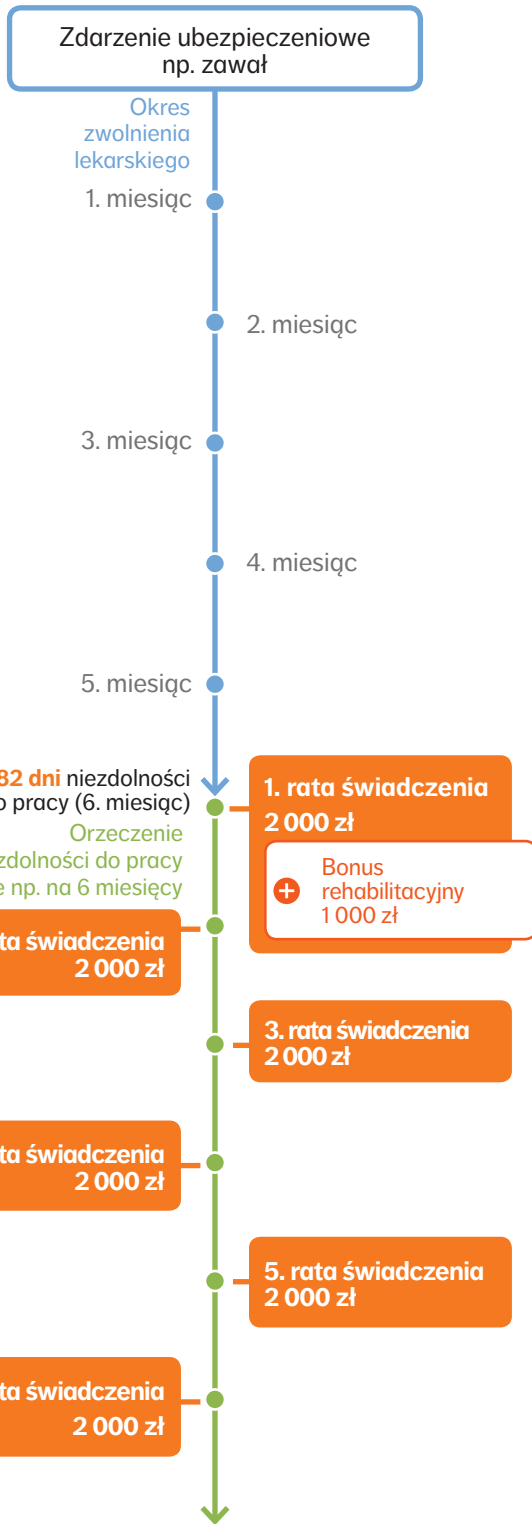 Zdarzenie ubezpieczeniowe
np. zawał
Okres
zwolnienia
lekarskiego
1. miesiąc
2. miesiąc
3. miesiąc
4. miesiąc
5. miesiąc
82 dni niezdolności
pracy (6. miesiąc)
1. rata świadczenia
2 000 zł
Bonus
rehabilitacyjny
1 000 zł
Orzeczenie
zdolności do pracy
np. na 6 miesięcy
świadczenia
2 000 zł
3. rata świadczenia
2 000 zł
świadczenia
2 000 zł
5. rata świadczenia
2 000 zł
świadczenia
2 000 zł